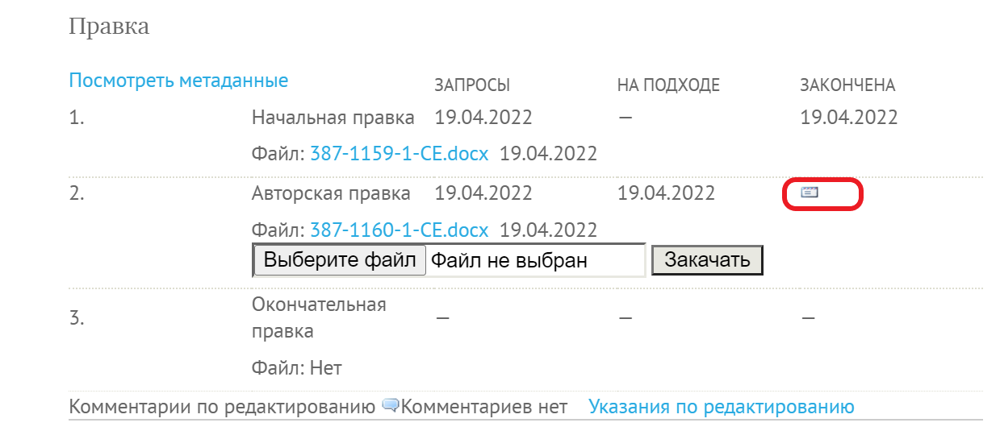 Правка
Посмотреть метаданные ЗАПРОСЫ НА ПОДХОДЕ ЗАКОНЧЕНА
1. Начальная правка 19.04.2022 — 19.04.2022
Файл: 387-1159-1-CE.docx 19.04.2022
2. Авторская правка 19.04.2022 19.04.2022
Файл: 387-1160-1-CE.docx 19.04.2022
Выберите файл Файл не выбран Закачать
3. Окончательная правка — — —
Файл: Нет
Комментарии по редактированию Комментариев нет Указания по редактированию